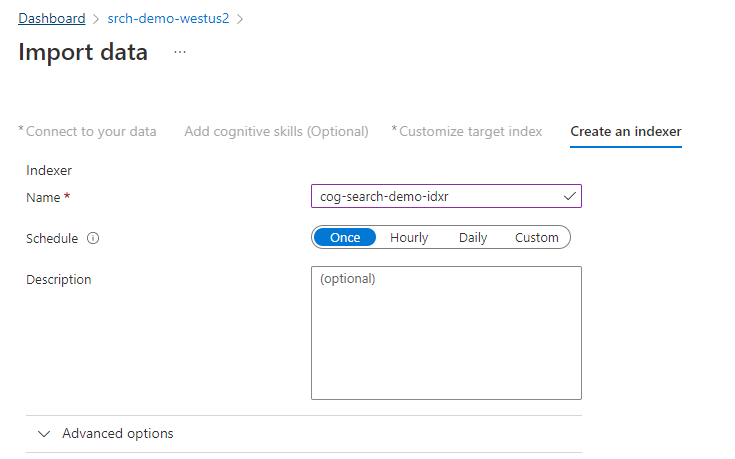 Dashboard > srch-demo-westus2 >
Import data ...
* Connect to your data Add cognitive skills (Optional) * Customize target index Create an indexer
Indexer
Name * cog-search-demo-idxr
Schedule Once Hourly Daily Custom
Description (optional)
Advanced options